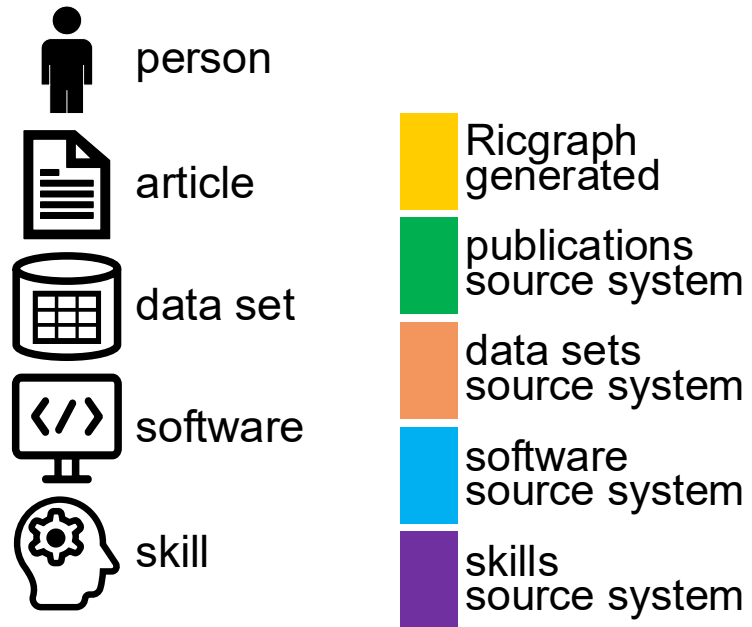 person
article
data set
software
skill
Ricgraph
generated
publications
source system
data sets
source system
software
source system
skills
source system